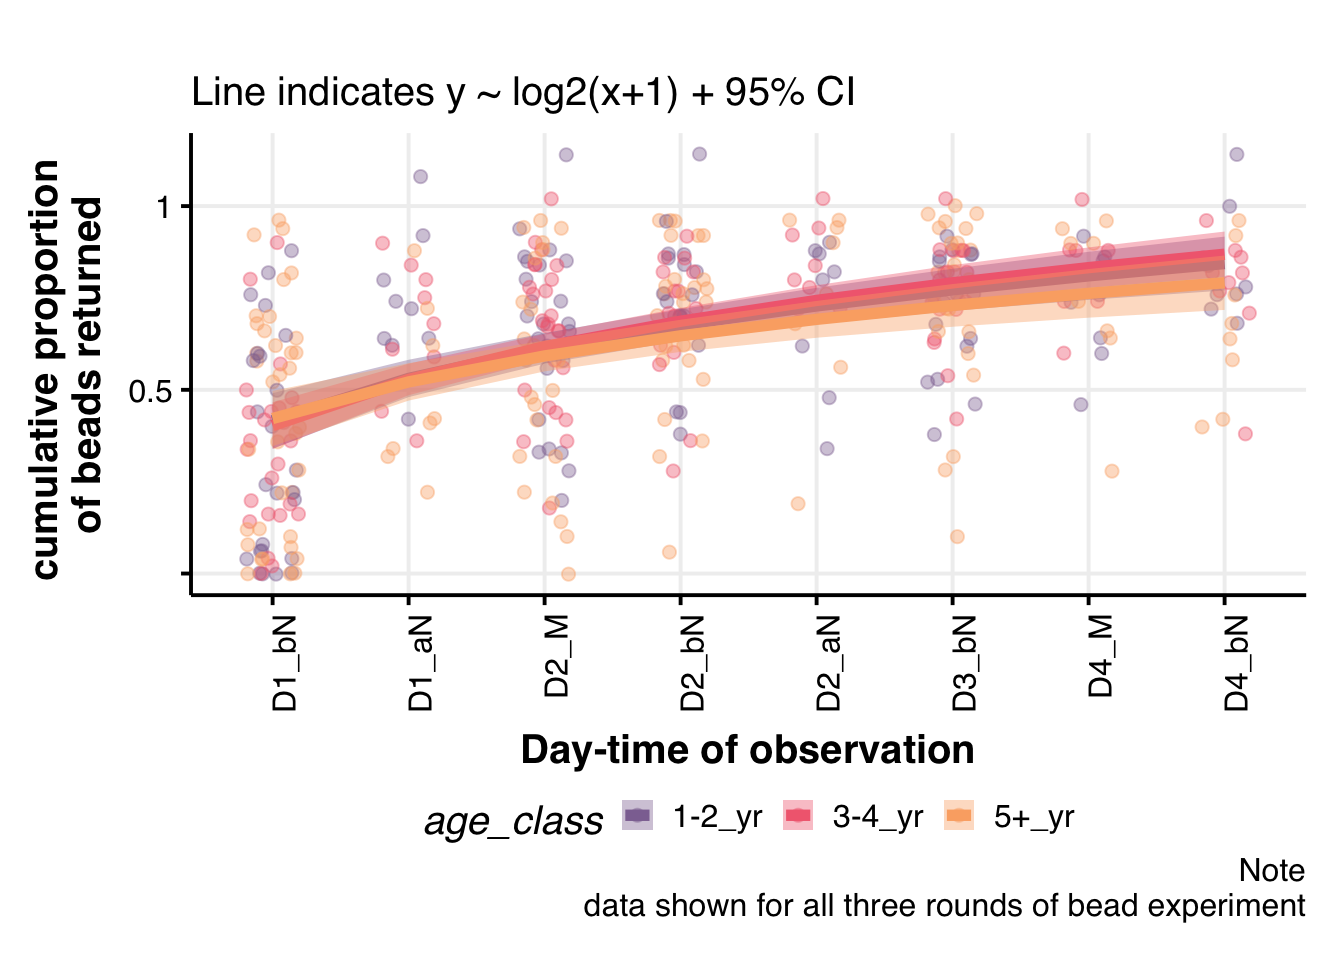 Line indicates y ~ log2(x+1) + 95% CI
cumulative proportion
of beads returned
1
0.5
D1_bN
D1_aN
D2_M
D2_bN
D2_aN
D3_bN
D4_M
D4_bN
Day-time of observation
age_class 1-2_yr 3-4_yr 5+_yr
Note
data shown for all three rounds of bead experiment